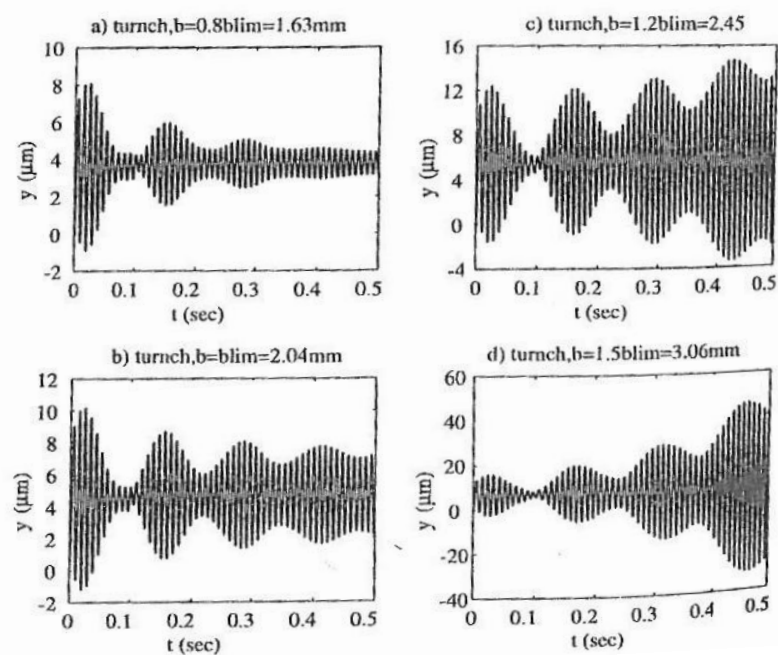 a) turnch,b=0.8blim=1.63mm
10
8
6
4
2
0
-2
y (μm)
0 0.1 0.2 0.3 0.4 0.5
t (sec)
c) turnch,b=1.2blim=2.45
16
12
8
4
0
-4
y (μm)
0 0.1 0.2 0.3 0.4 0.5
t (sec)
b) turnch,b=blim=2.04mm
12
10
8
6
4
2
0
-2
y (μm)
0 0.1 0.2 0.3 0.4 0.5
t (sec)
d) turnch,b=1.5blim=3.06mm
60
40
20
0
-20
-40
y (μm)
0 0.1 0.2 0.3 0.4 0.5
t (sec)